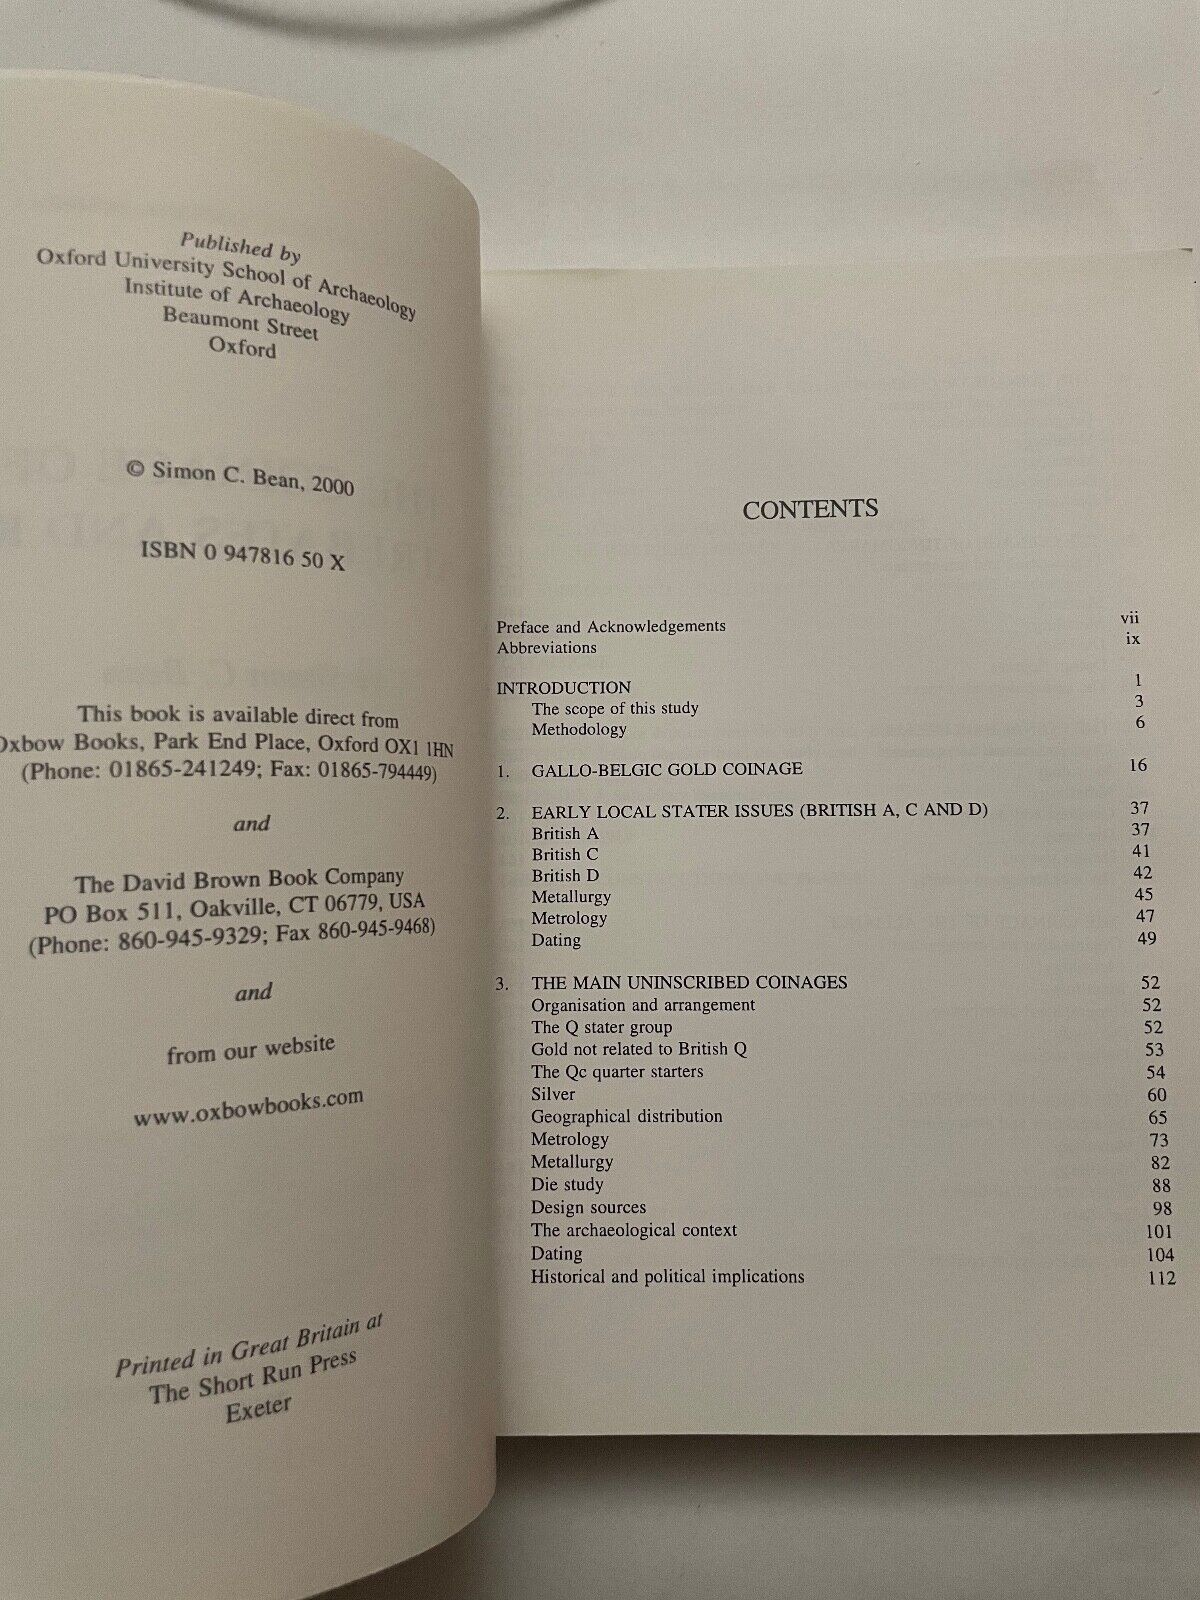 Published by
Oxford University School of Archaeology
Institute of Archaeology
Beaumont Street
Oxford
© Simon C. Bean, 2000
ISBN 0 947816 50 X
This book is available direct from
Oxbow Books, Park End Place, Oxford OX1 1HN
(Phone: 01865-241249; Fax: 01865-794449)
and
The David Brown Book Company
PO Box 511, Oakville, CT 06779, USA
(Phone: 860-945-9329; Fax 860-945-9468)
and
from our website
www.oxbowbooks.com
Printed in Great Britain at
The Short Run Press
Exeter
CONTENTS
Preface and Acknowledgements vii
Abbreviations ix
INTRODUCTION 1
The scope of this study 3
Methodology 6
1. GALLO-BELGIC GOLD COINAGE 16
2. EARLY LOCAL STATER ISSUES (BRITISH A, C AND D) 37
British A 37
British C 41
British D 42
Metallurgy 45
Metrology 47
Dating 49
3. THE MAIN UNINSCRIBED COINAGES 52
Organisation and arrangement 52
The Q stater group 52
Gold not related to British Q 53
The Qc quarter starters 54
Silver 60
Geographical distribution 65
Metrology 73
Metallurgy 82
Die study 88
Design sources 98
The archaeological context 101
Dating 104
Historical and political implications 112